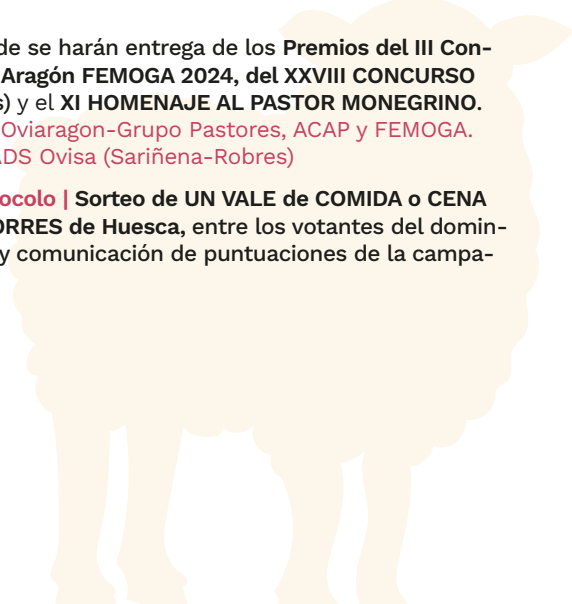 de se harán entrega de los Premios del III Con-
Aragón FEMOGA 2024, del XXVIII CONCURSO
s) y el XI HOMENAJE AL PASTOR MONEGRINO.
Oviaragon-Grupo Pastores, ACAP y FEMOGA.
ADS Ovisa (Sariñena-Robres)
ocolo | Sorteo de UN VALE de COMIDA o CENA
ORRES de Huesca, entre los votantes del domin-
y comunicación de puntuaciones de la campa-